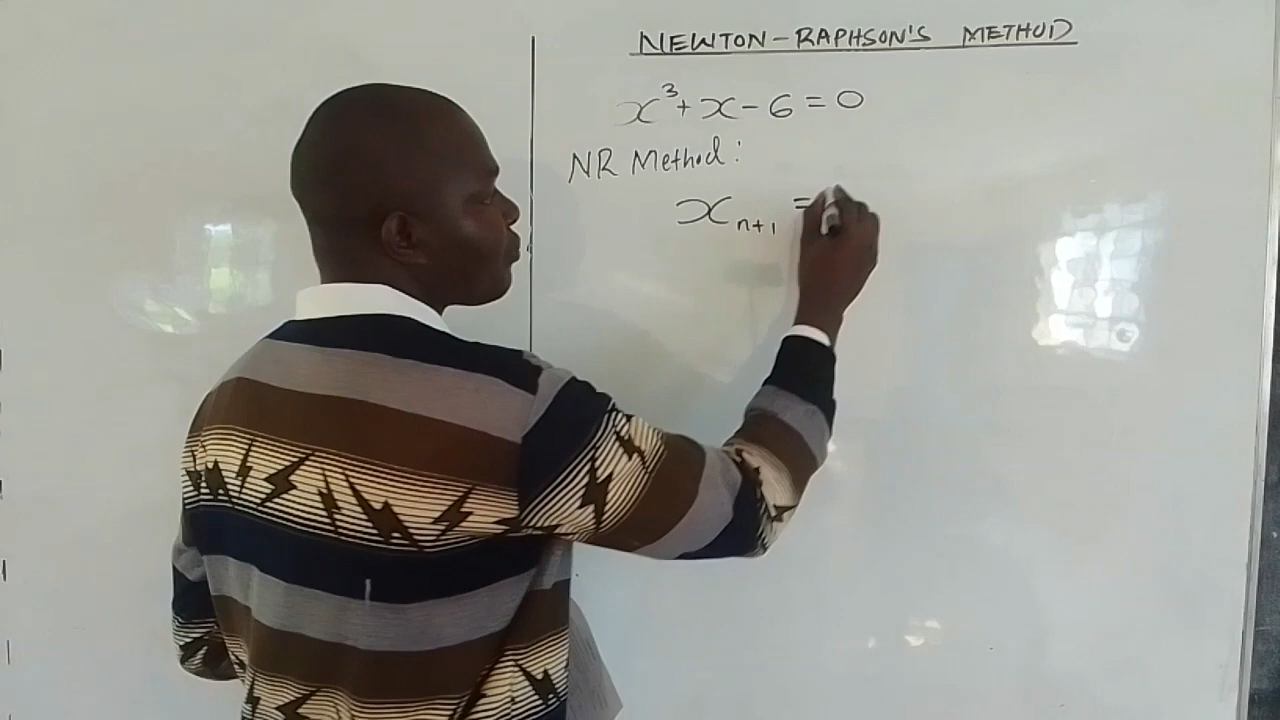 NEWTON-RAPHSON'S METHOD
x³+x-6=0
NR Method:
xₙ₊₁ =